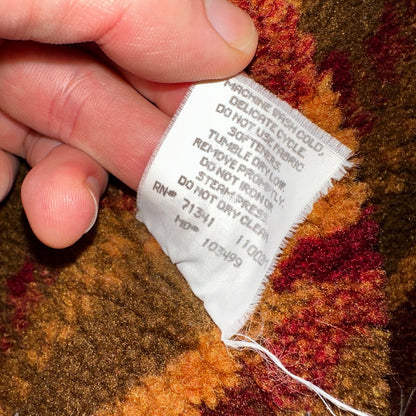 MACHINE WASH COLD,
DELICATE CYCLE.
DO NOT USE FABRIC
SOFTENERS.
TUMBLE DRY LOW.
REMOVE PROMPTLY.
DO NOT IRON OR
STEAM PRESS.
DO NOT DRY CLEAN.
RN# 71341 11002
MD# 103499